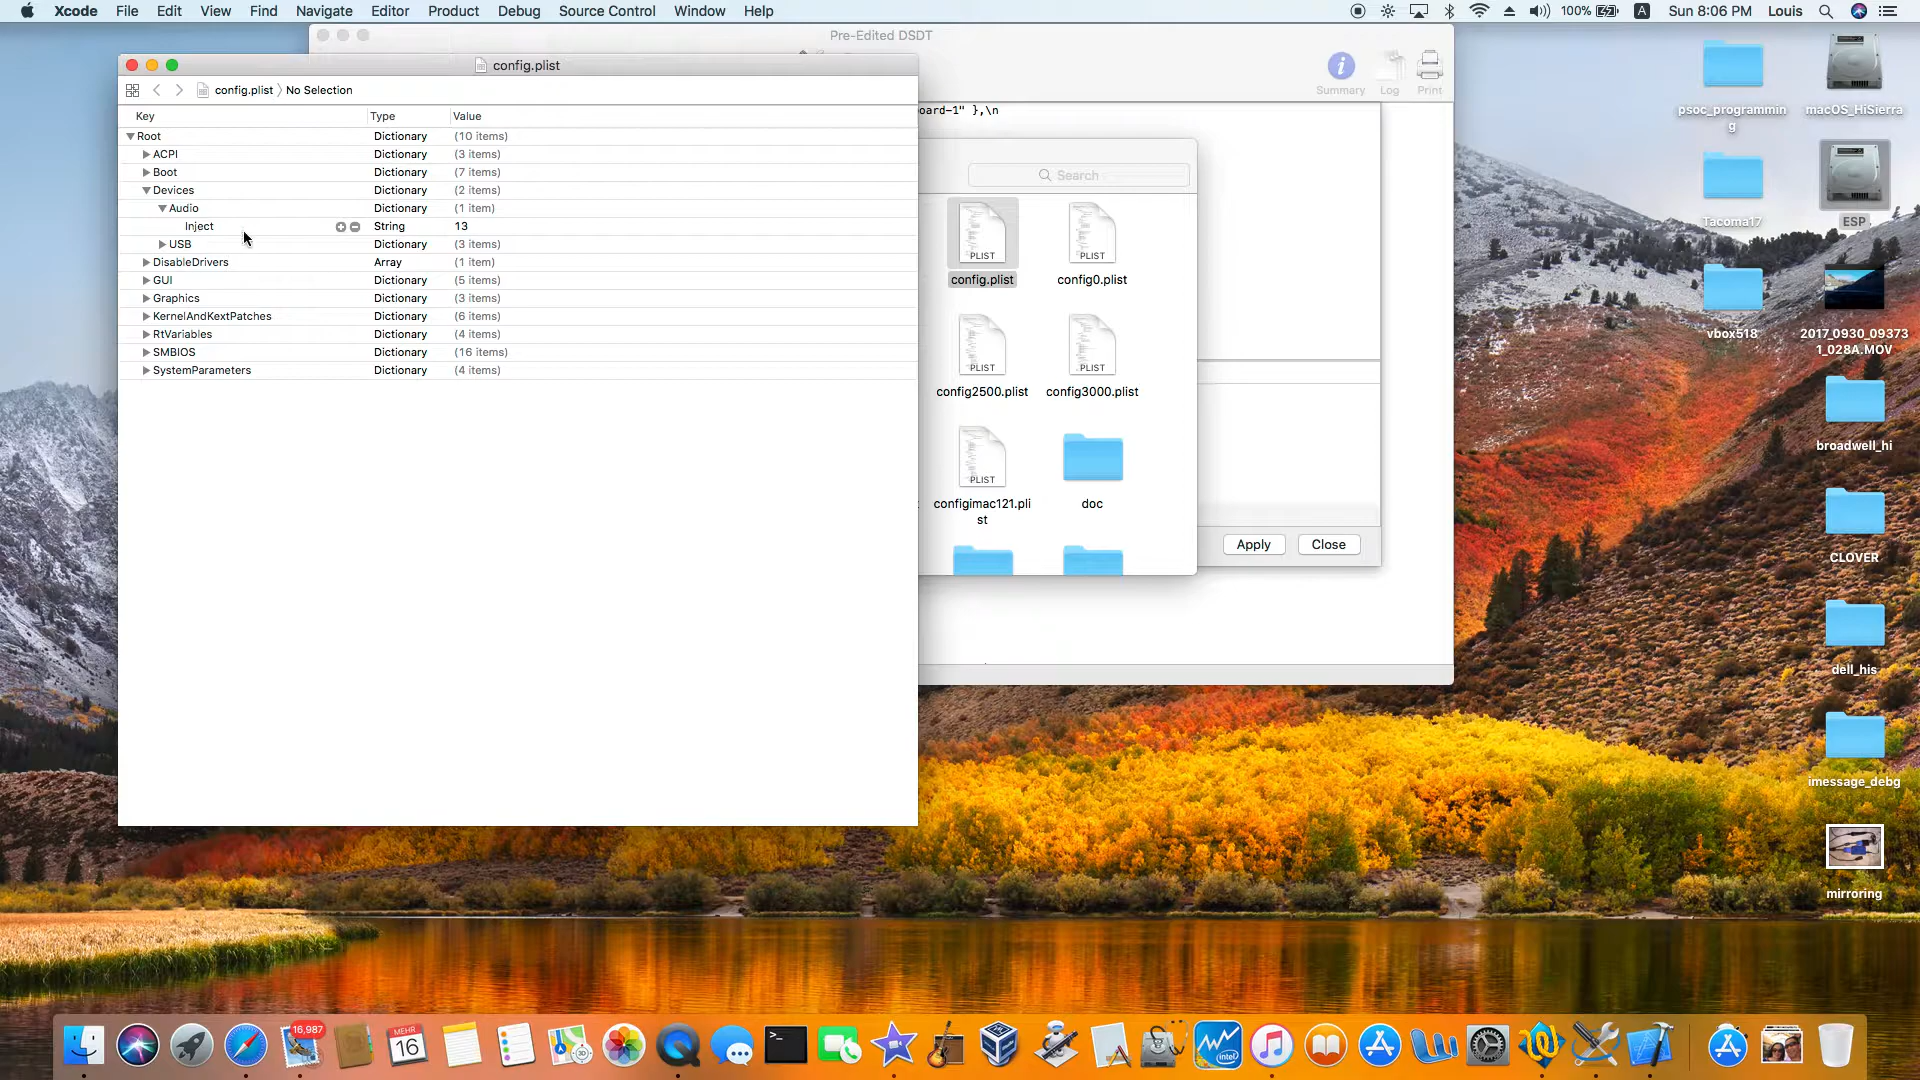 Xcode File Edit View Find Navigate Editor Product Debug Source Control Window Help
100% A Sun 8:06 PM Louis
Pre-Edited DSDT
Summary Log Print
config.plist
config.plist 〉 No Selection
Key Type Value
Root Dictionary (10 items)
ACPI Dictionary (3 items)
Boot Dictionary (7 items)
Devices Dictionary (2 items)
Audio Dictionary (1 item)
Inject String 13
USB Dictionary (3 items)
DisableDrivers Array (1 item)
GUI Dictionary (5 items)
Graphics Dictionary (3 items)
KernelAndKextPatches Dictionary (6 items)
RtVariables Dictionary (4 items)
SMBIOS Dictionary (16 items)
SystemParameters Dictionary (4 items)
oard-1" },\n
Search
PLIST PLIST
config.plist config0.plist
PLIST PLIST
config2500.plist config3000.plist
PLIST
configimac121.pli
st
doc
Apply Close
psoc_programmin
g
macOS_HiSierra
Tacoma17
ESP
vbox518
2017_0930_09373
1_028A.MOV
broadwell_hi
CLOVER
dell_his
imessage_debg
mirroring
16,987
MEHR
16
intel